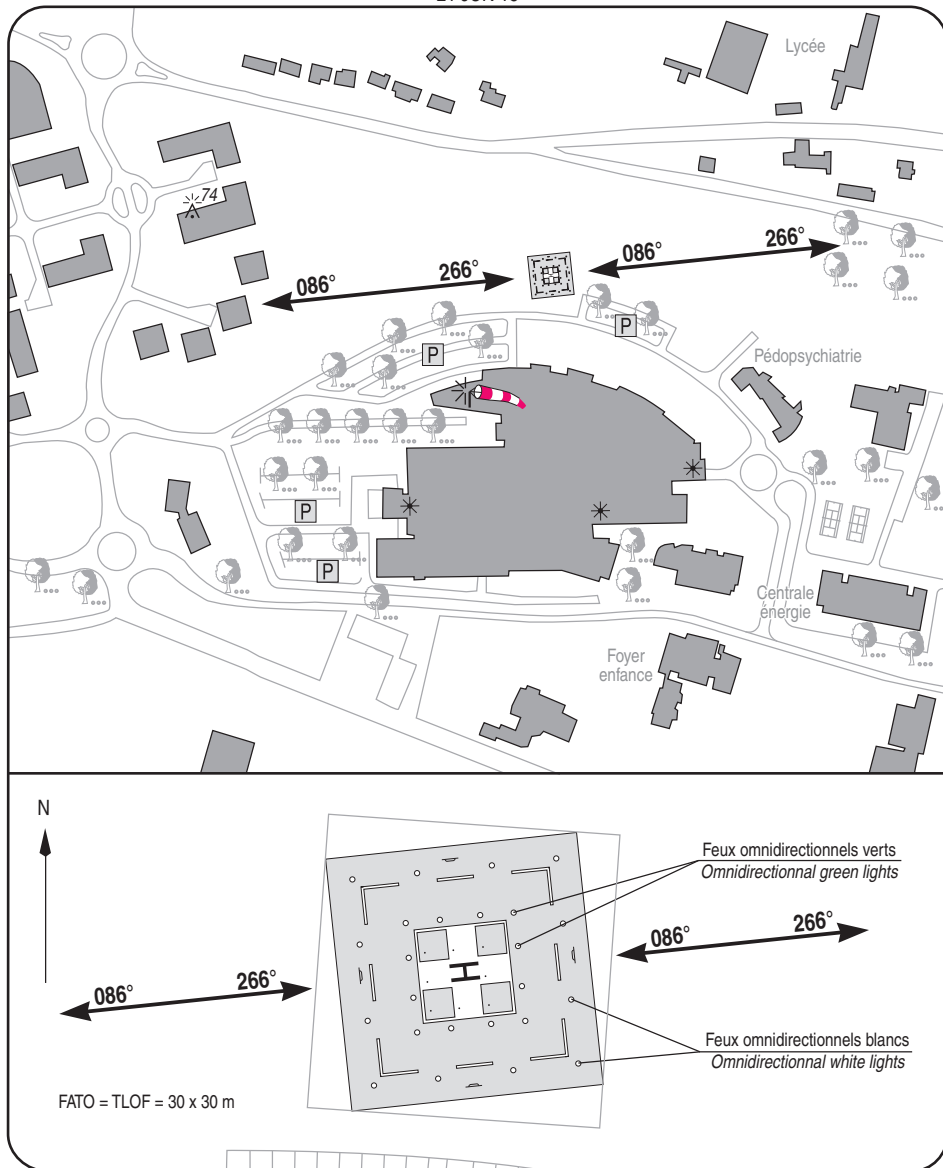 Lycée
74
086°
266°
086°
266°
P
P
Pédopsychiatrie
P
P
Centrale
énergie
Foyer
enfance
N
Feux omnidirectionnels verts
Omnidirectionnal green lights
086°
266°
086°
266°
H
Feux omnidirectionnels blancs
Omnidirectionnal white lights
FATO = TLOF = 30 x 30 m